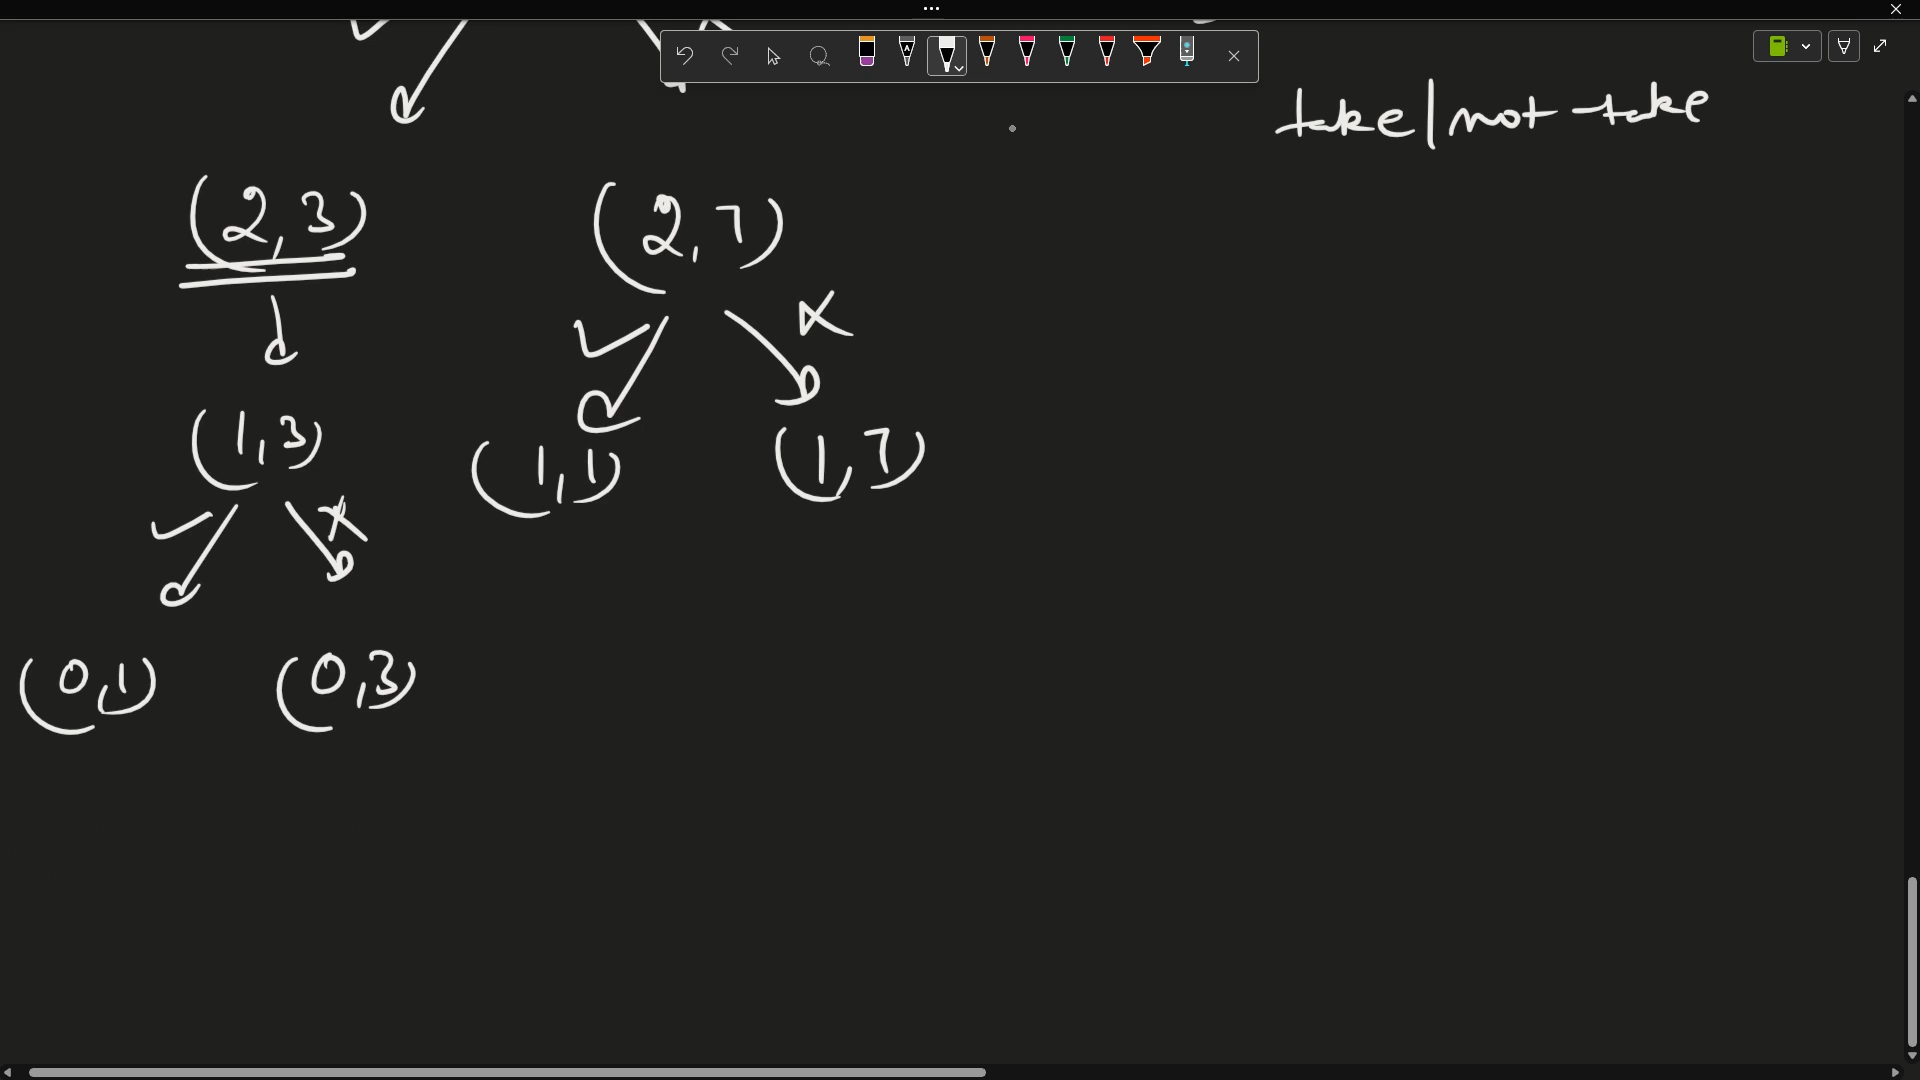 take|not-take
(2,3) (2,7)
(1,3) (1,1) (1,7)
(0,1) (0,3)